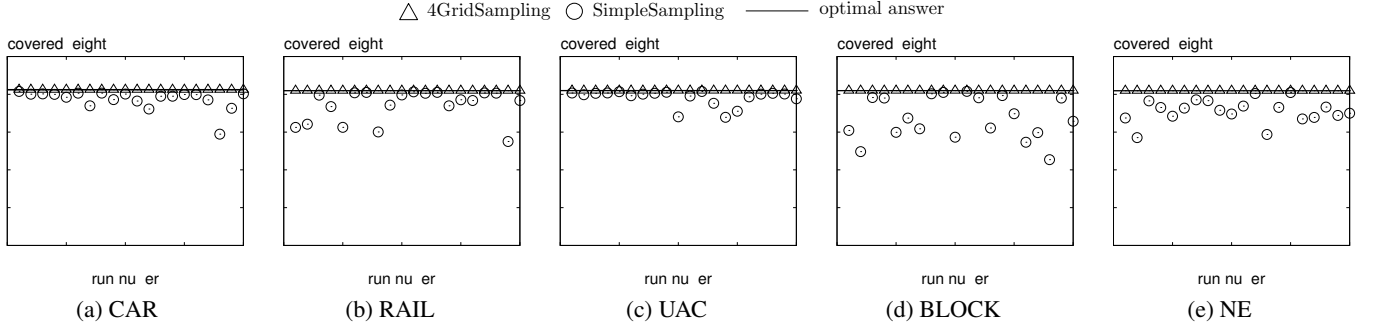 4GridSampling SimpleSampling optimal answer
covered eight covered eight covered eight covered eight covered eight
run nu er run nu er run nu er run nu er run nu er
(a) CAR (b) RAIL (c) UAC (d) BLOCK (e) NE